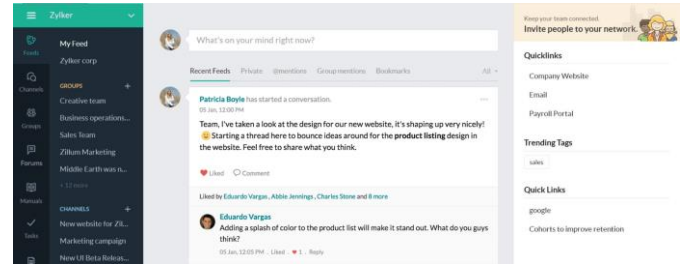 Zylker
Feeds
Channels
Groups
Forums
Manuals
Tasks
My Feed
Zylker corp
GROUPS +
Creative team
Business operations...
Sales Team
Zillum Marketing
Middle Earth was n...
+ 12 more
CHANNELS +
New website for Zil...
Marketing campaign
New UI Beta Releas...
What's on your mind right now?
Recent Feeds Private @mentions Group mentions Bookmarks All
Patricia Boyle has started a conversation.
05 Jan, 12:00 PM
Team, I've taken a look at the design for our new website, it's shaping up very nicely!
Starting a thread here to bounce ideas around for the product listing design in
the website. Feel free to share what you think.
Liked Comment
Liked by Eduardo Vargas, Abbie Jennings, Charles Stone and 8 more
Eduardo Vargas
Adding a splash of color to the product list will make it stand out. What do you guys
think?
05 Jan, 12:05 PM . Liked . 1 . Reply
Keep your team connected.
Invite people to your network.
Quicklinks
Company Website
Email
Payroll Portal
Trending Tags
sales
Quick Links
google
Cohorts to improve retention